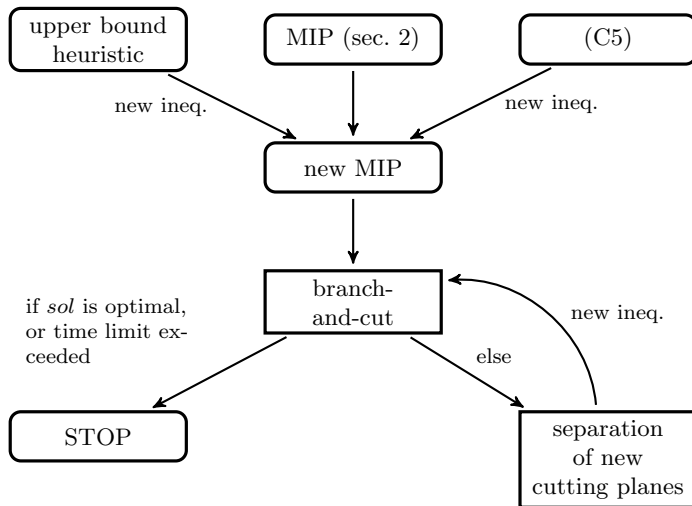 upper bound
heuristic
MIP (sec. 2)
(C5)
new ineq.
new ineq.
new MIP
branch-
and-cut
if sol is optimal,
or time limit ex-
ceeded
new ineq.
else
STOP
separation
of new
cutting planes